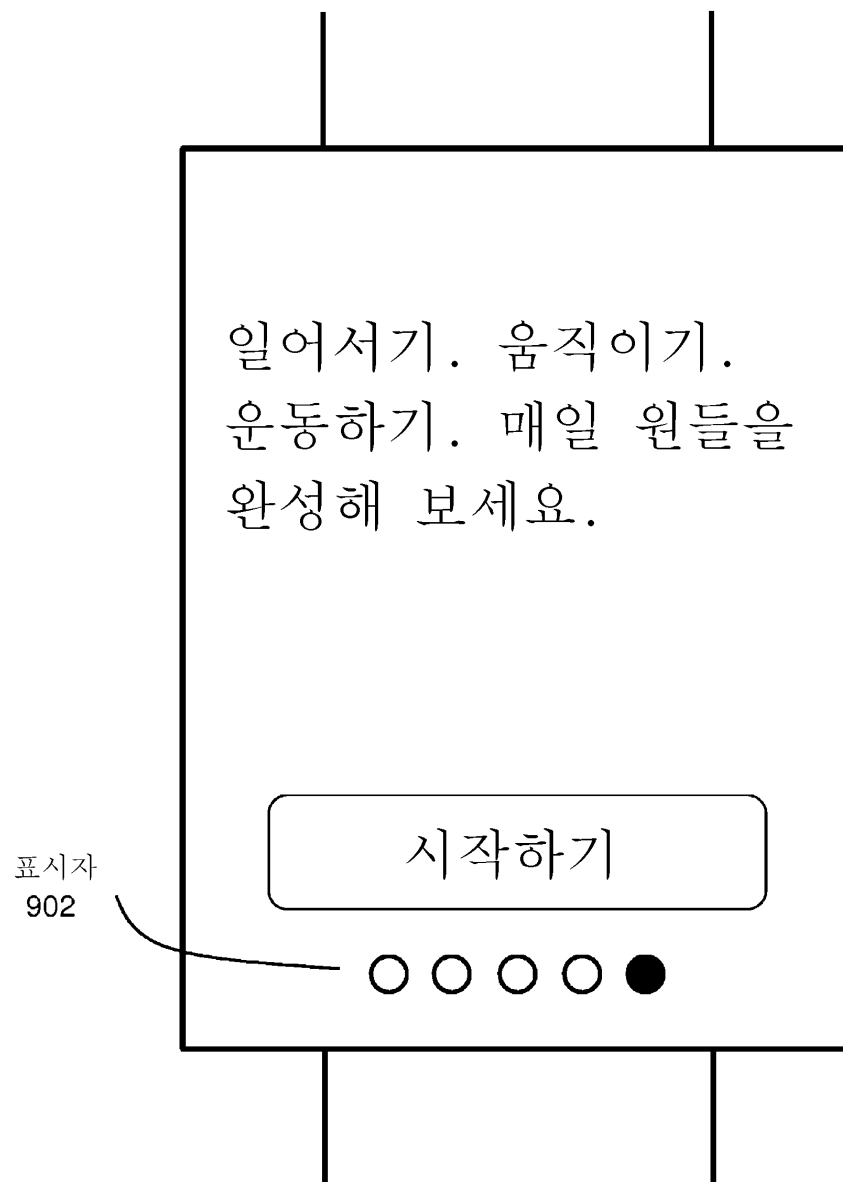 일어서기. 움직이기.
운동하기. 매일 원들을
완성해 보세요.
시작하기
표시자
902